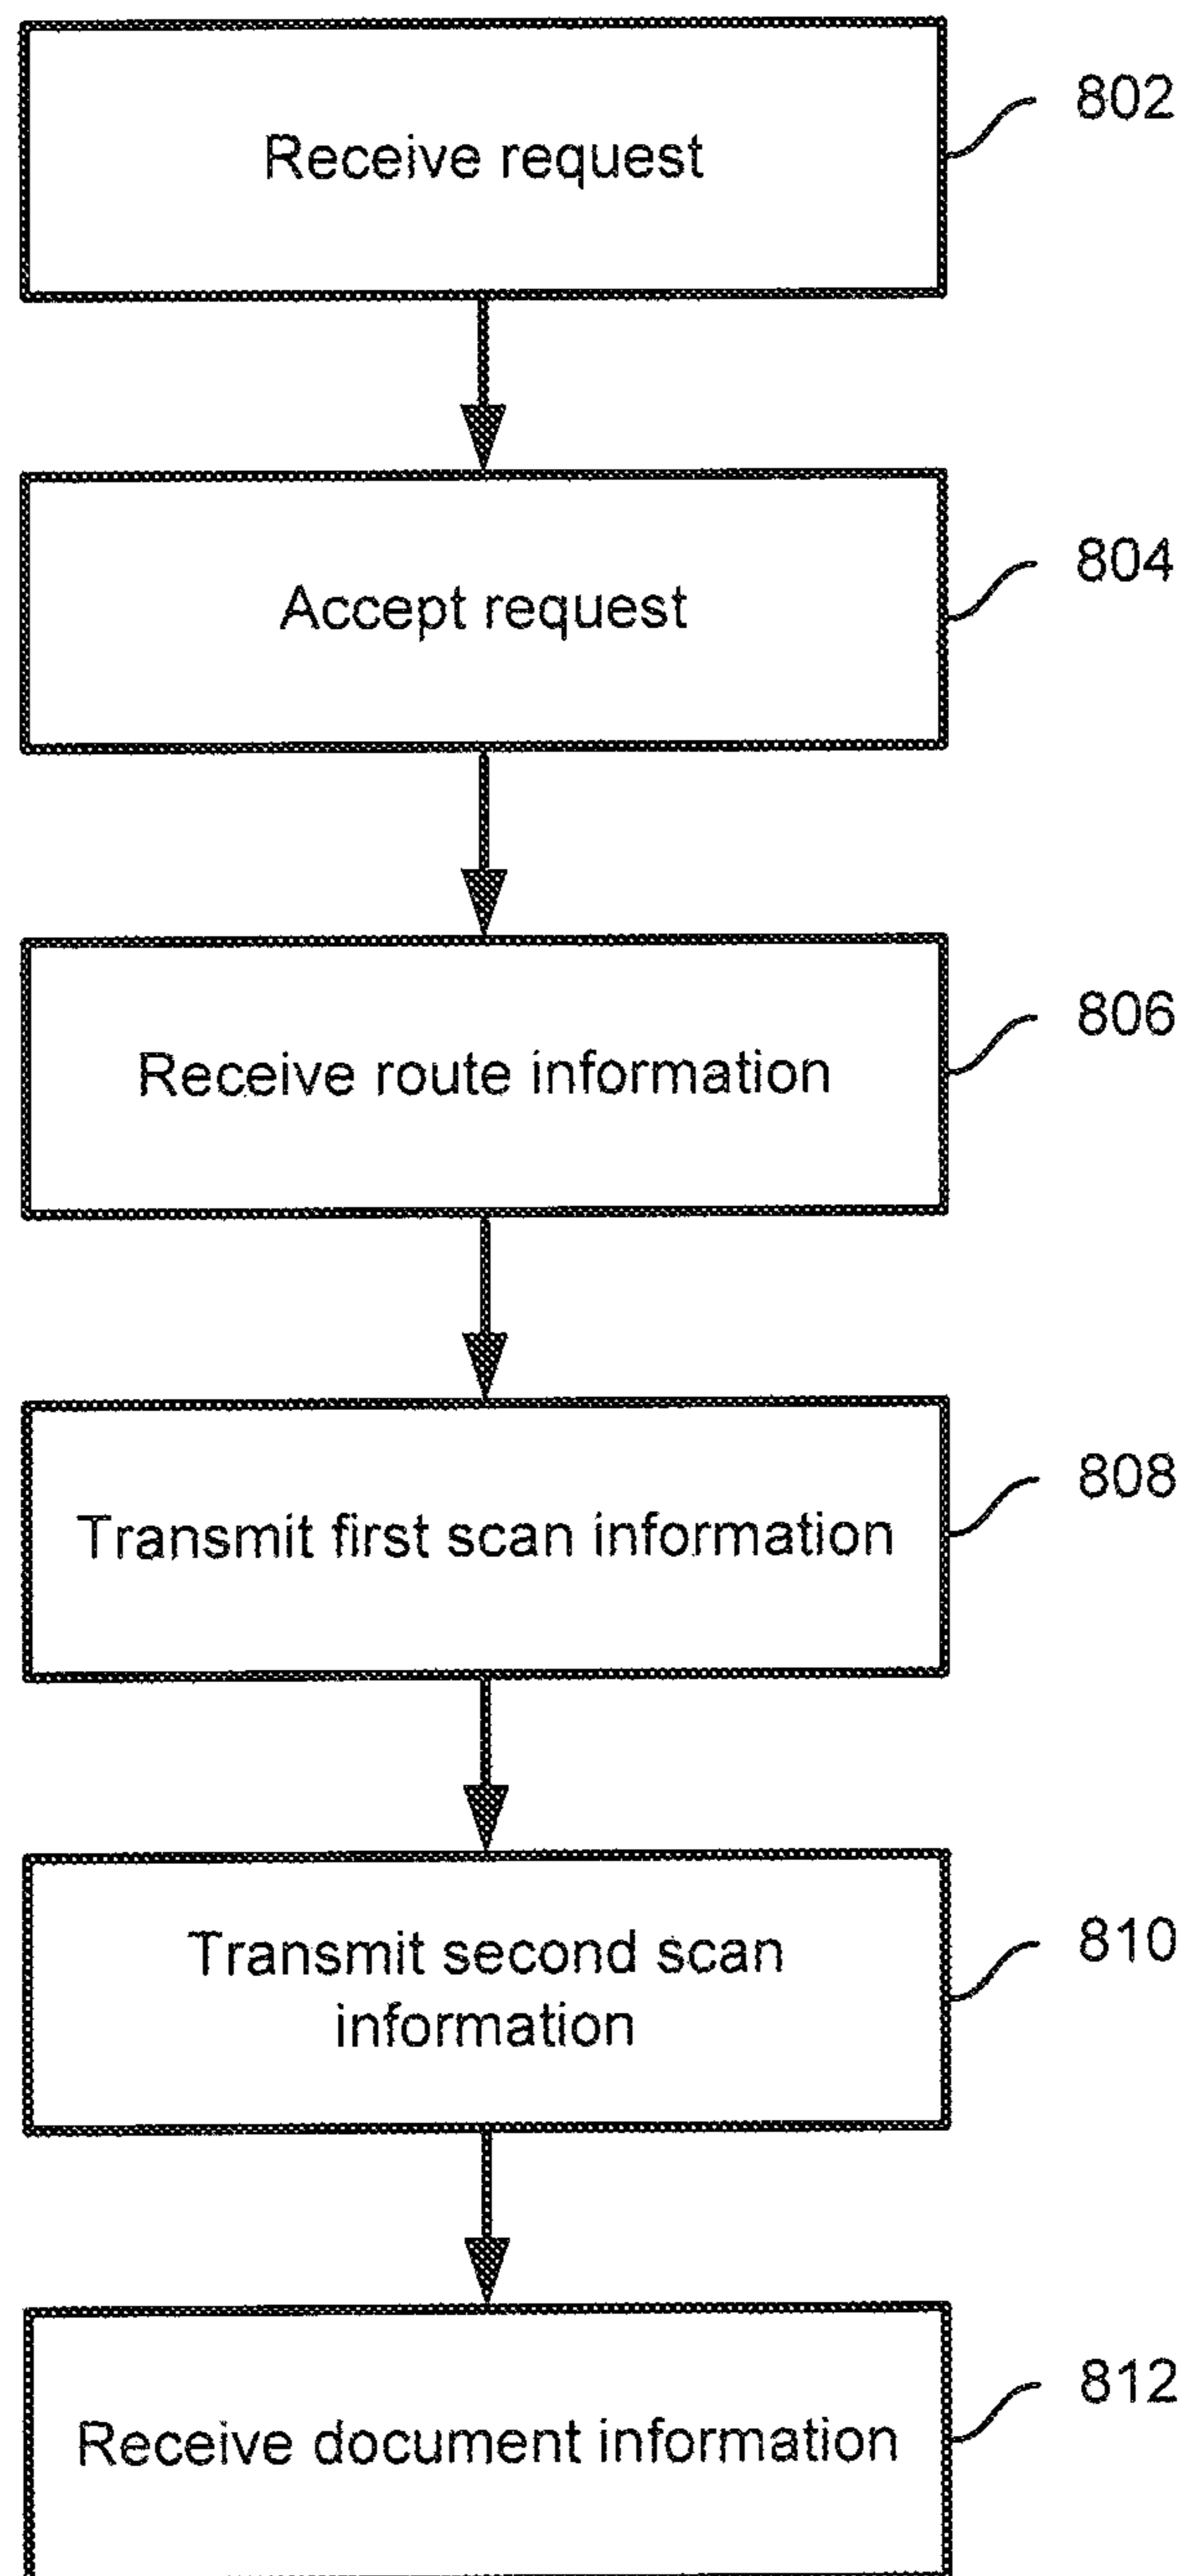 Receive request
802
Accept request
804
Receive route information
806
Transmit first scan information
808
Transmit second scan
information
810
Receive document information
812